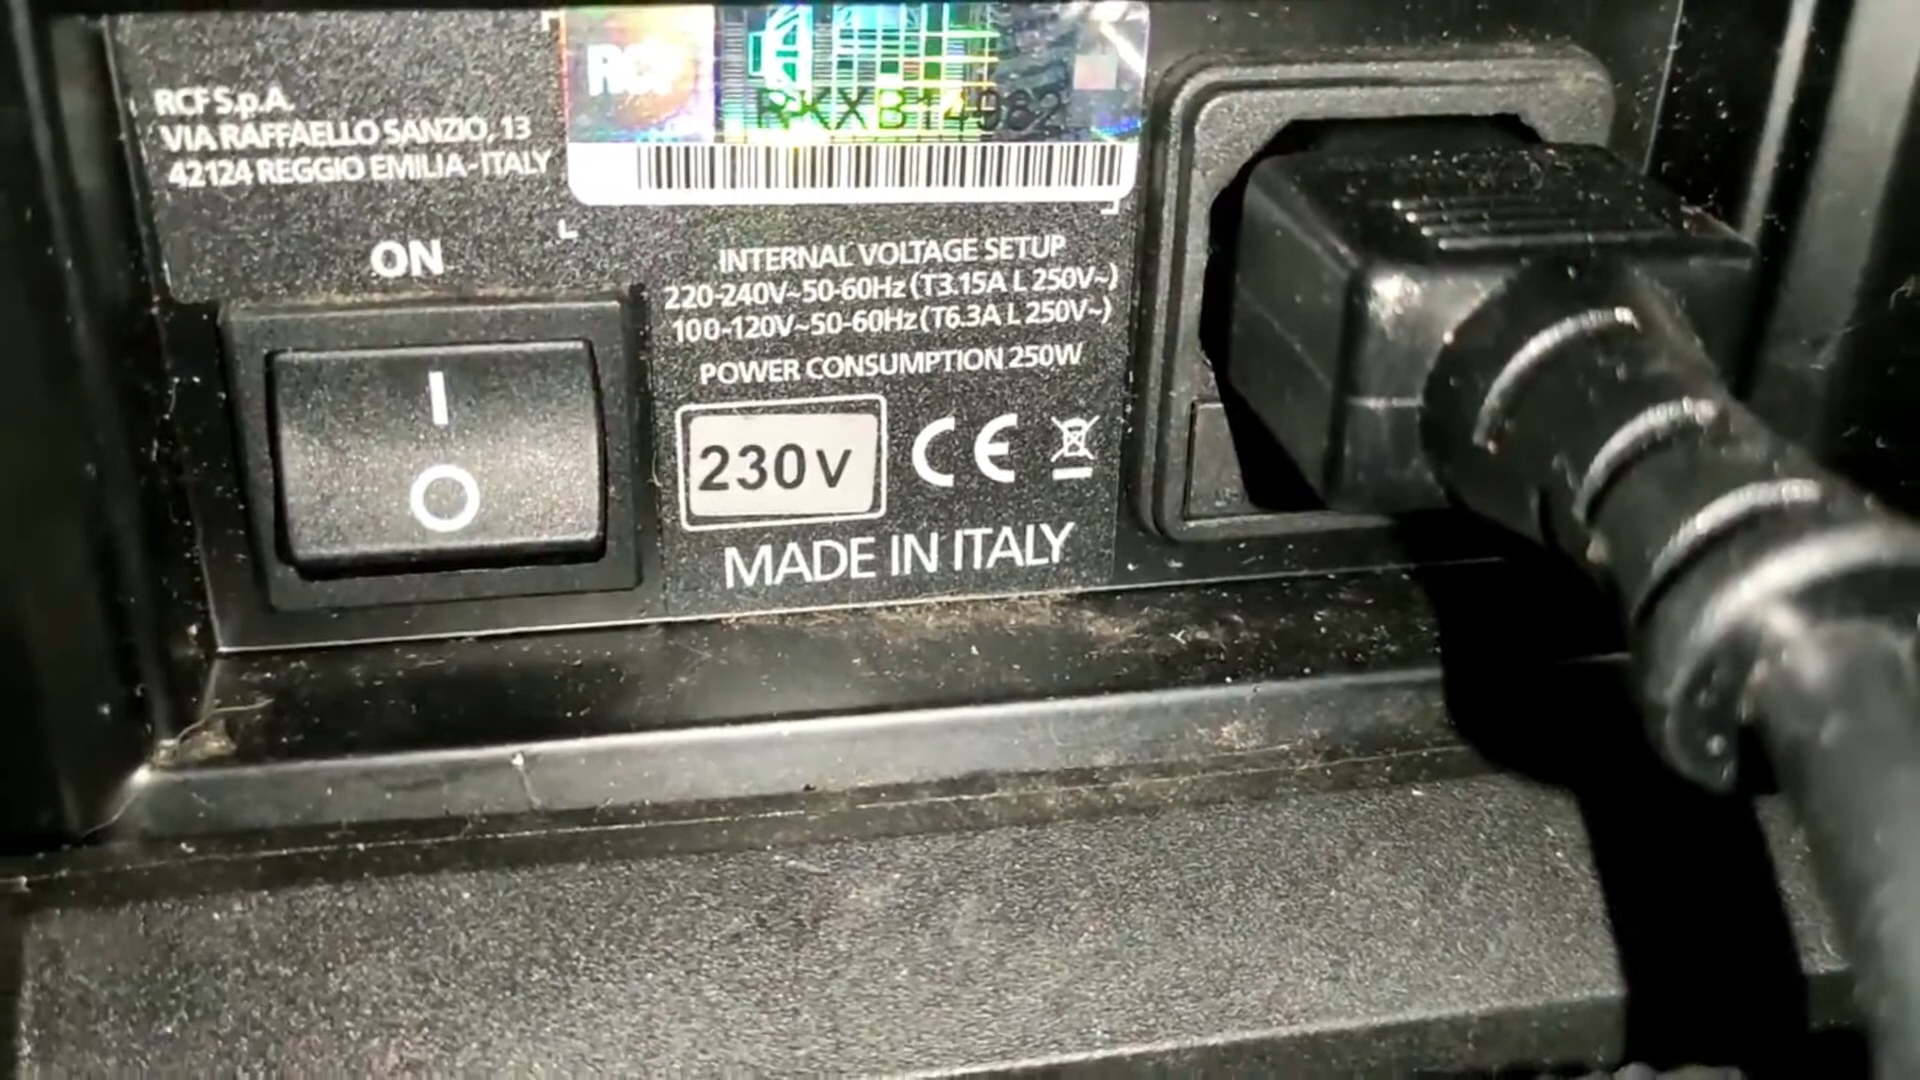 RCF S.p.A.
VIA RAFFAELLO SANZIO, 13
42124 REGGIO EMILIA - ITALY
RCF
RKXB14982
ON
INTERNAL VOLTAGE SETUP
220-240V~50-60Hz (T3.15A L 250V~)
100-120V~50-60Hz (T6.3A L 250V~)
POWER CONSUMPTION 250W
230V
CE
MADE IN ITALY